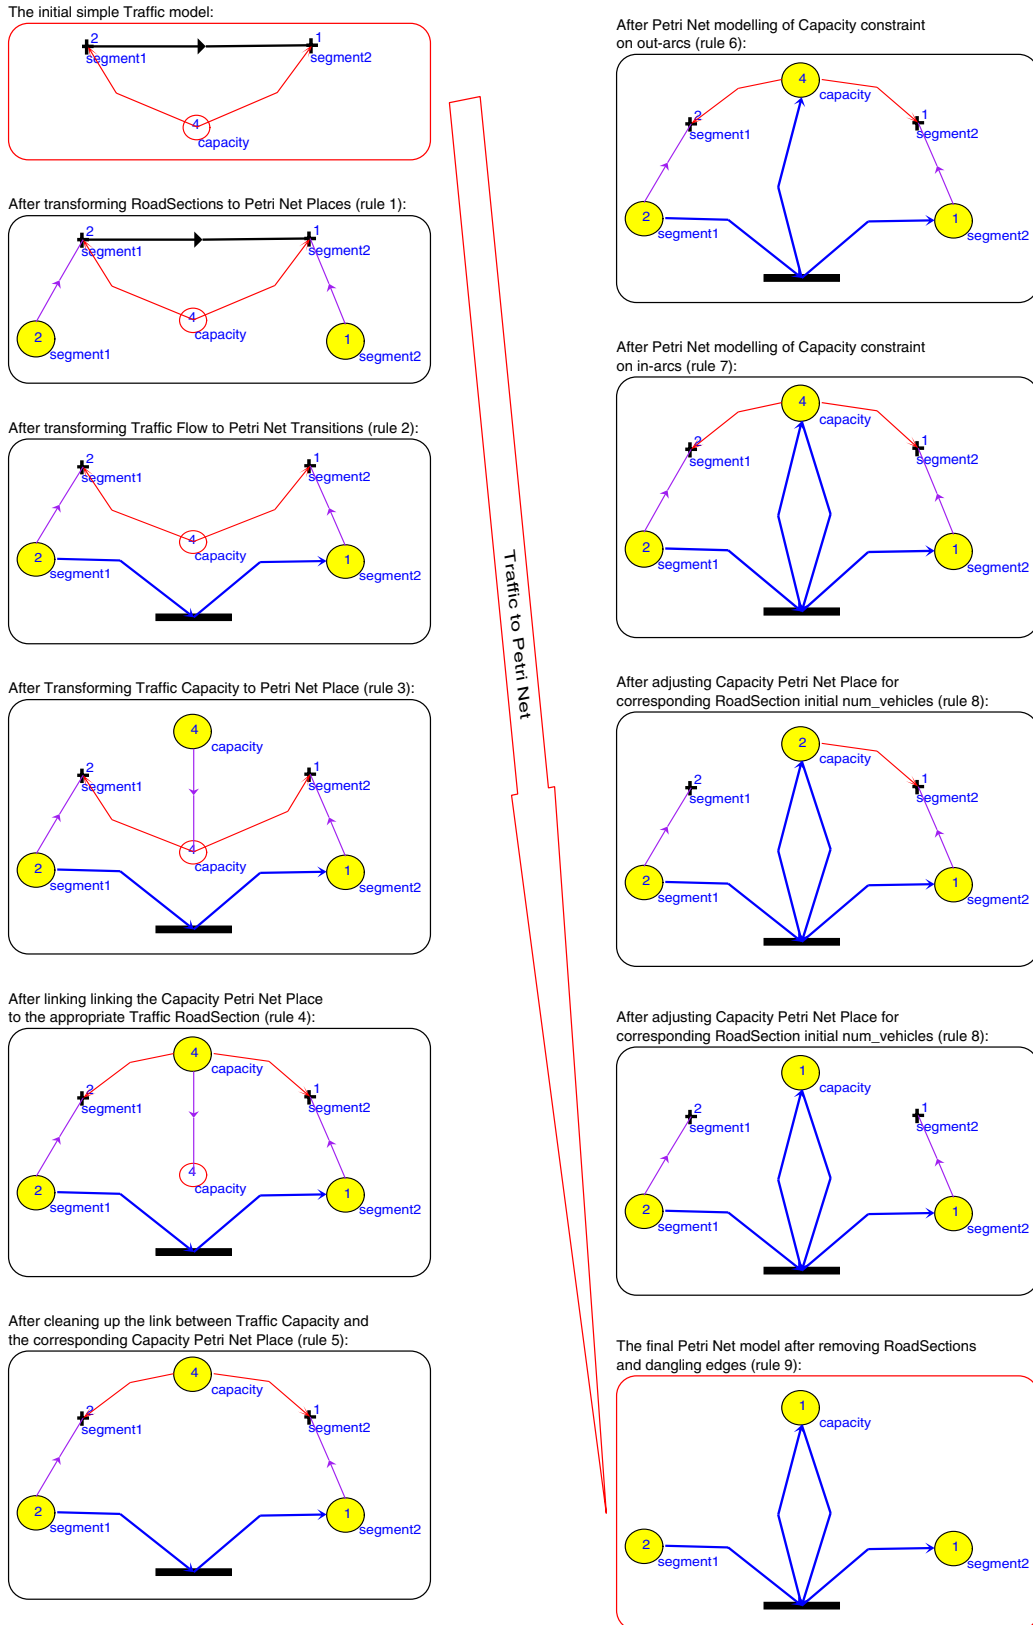 The initial simple Traffic model:
2
segment1
1
segment2
4
capacity
After transforming RoadSections to Petri Net Places (rule 1):
2
segment1
1
segment2
4
capacity
2
segment1
1
segment2
After transforming Traffic Flow to Petri Net Transitions (rule 2):
2
segment1
1
segment2
4
capacity
2
segment1
1
segment2
After Transforming Traffic Capacity to Petri Net Place (rule 3):
4
capacity
2
segment1
1
segment2
4
capacity
2
segment1
1
segment2
After linking linking the Capacity Petri Net Place
to the appropriate Traffic RoadSection (rule 4):
4
capacity
2
segment1
1
segment2
4
capacity
2
segment1
1
segment2
After cleaning up the link between Traffic Capacity and
the corresponding Capacity Petri Net Place (rule 5):
4
capacity
2
segment1
1
segment2
2
segment1
1
segment2
Traffic to Petri Net
After Petri Net modelling of Capacity constraint
on out-arcs (rule 6):
4
capacity
2
segment1
1
segment2
2
segment1
1
segment2
After Petri Net modelling of Capacity constraint
on in-arcs (rule 7):
4
capacity
2
segment1
1
segment2
2
segment1
1
segment2
After adjusting Capacity Petri Net Place for
corresponding RoadSection initial num_vehicles (rule 8):
2
capacity
2
segment1
1
segment2
2
segment1
1
segment2
After adjusting Capacity Petri Net Place for
corresponding RoadSection initial num_vehicles (rule 8):
1
capacity
2
segment1
1
segment2
2
segment1
1
segment2
The final Petri Net model after removing RoadSections
and dangling edges (rule 9):
1
capacity
2
segment1
1
segment2